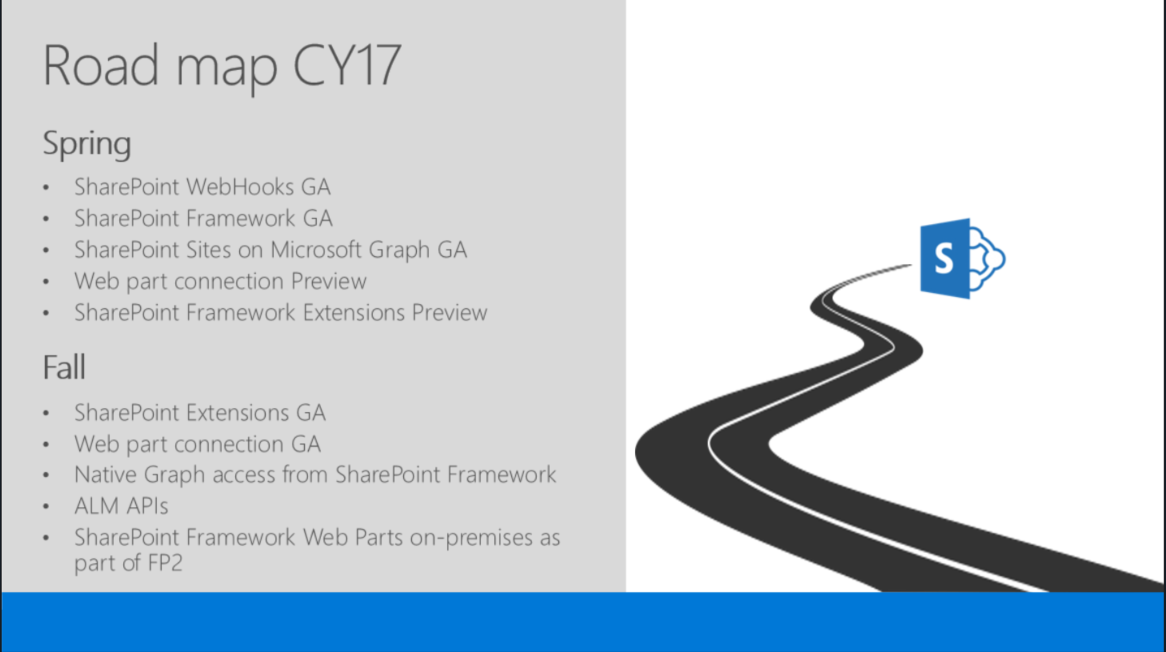 Road map CY17
Spring
• SharePoint WebHooks GA
• SharePoint Framework GA
• SharePoint Sites on Microsoft Graph GA
• Web part connection Preview
• SharePoint Framework Extensions Preview
Fall
• SharePoint Extensions GA
• Web part connection GA
• Native Graph access from SharePoint Framework
• ALM APIs
• SharePoint Framework Web Parts on-premises as
part of FP2
S